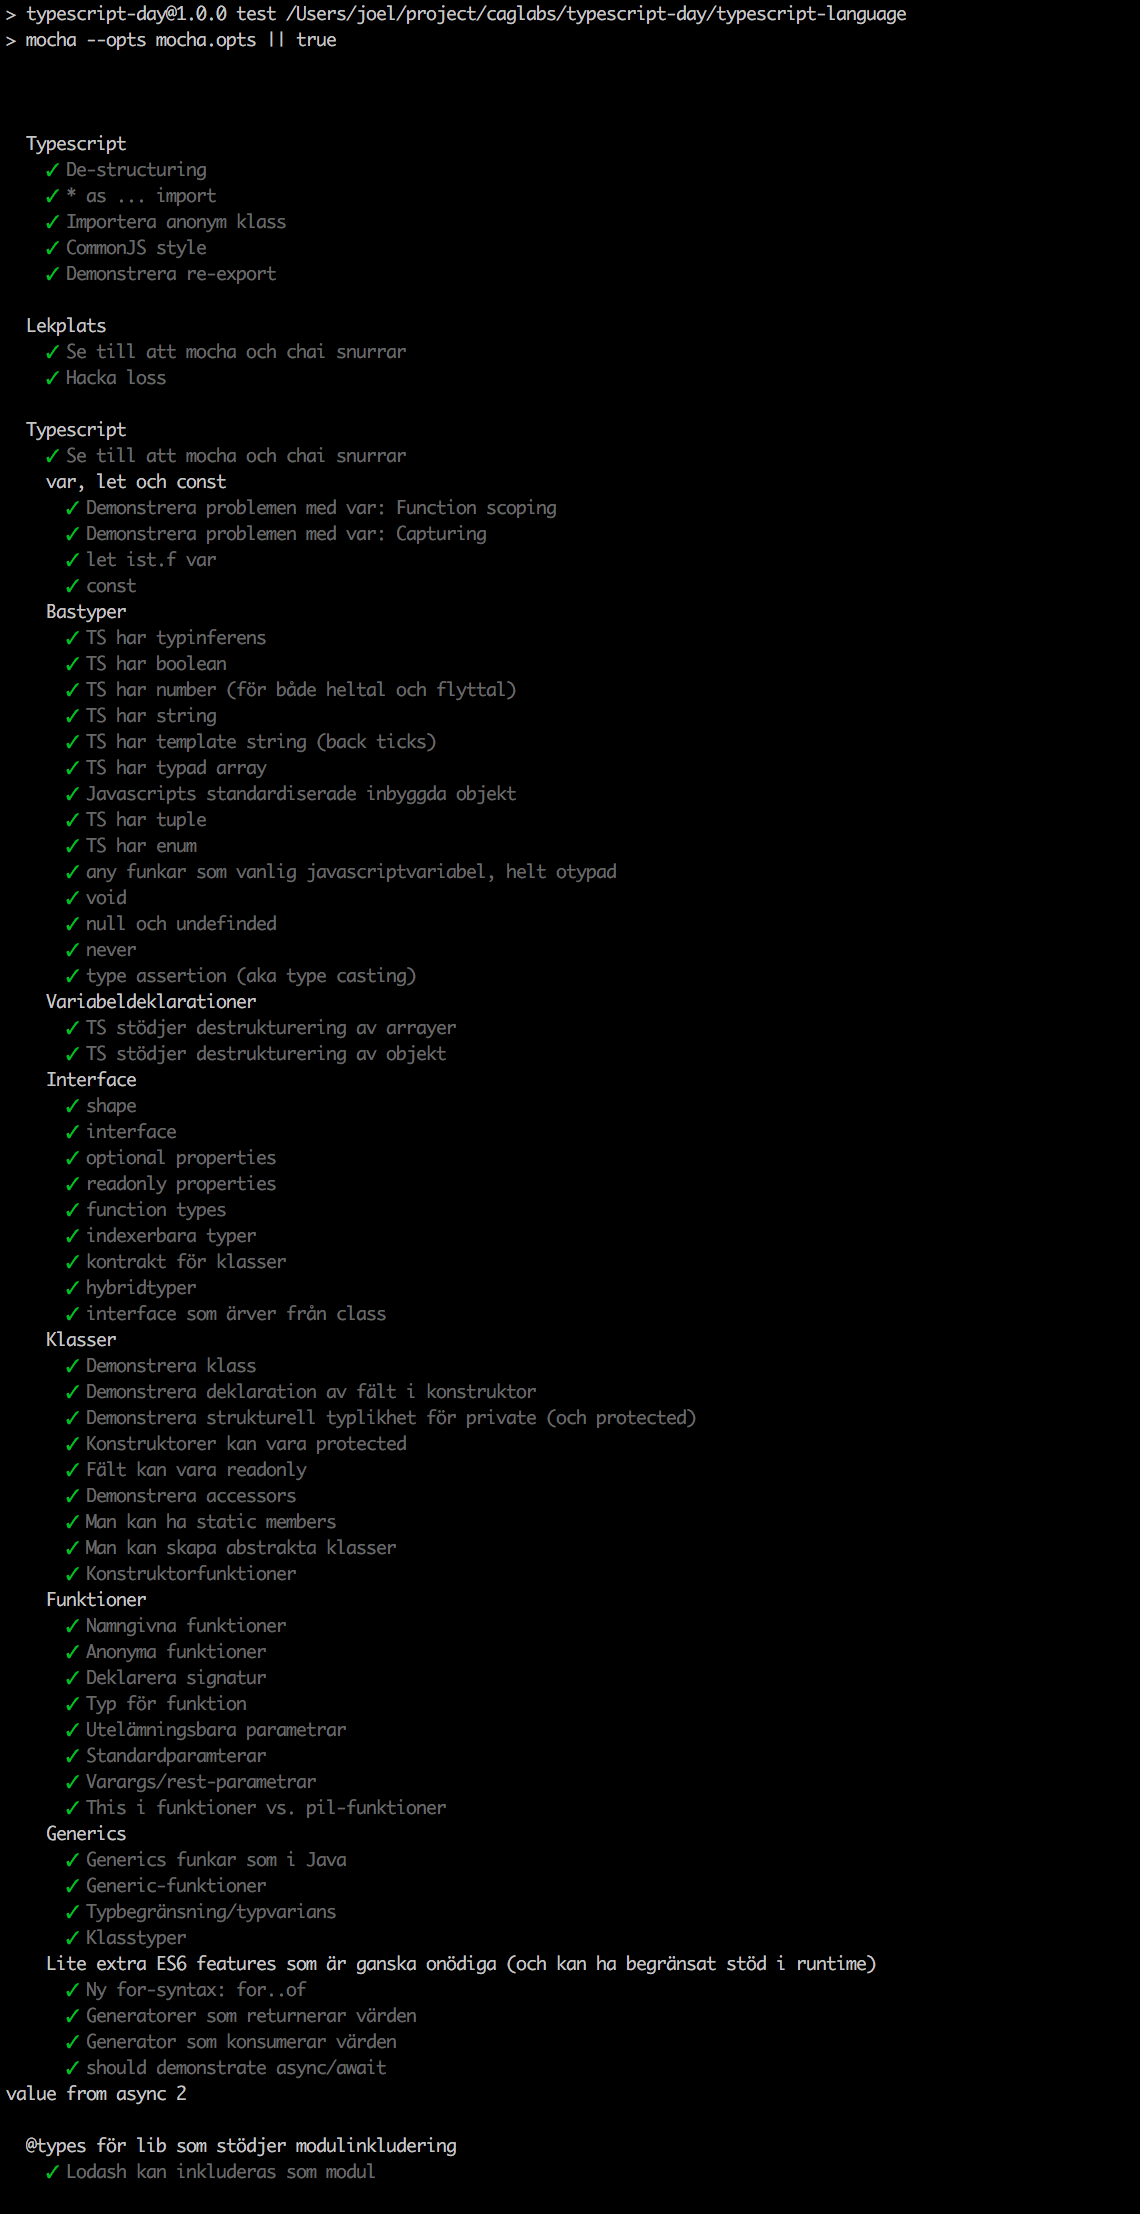 > typescript-day@1.0.0 test /Users/joel/project/caglabs/typescript-day/typescript-language
> mocha --opts mocha.opts || true
Typescript
✓ De-structuring
✓ * as ... import
✓ Importera anonym klass
✓ CommonJS style
✓ Demonstrera re-export
Lekplats
✓ Se till att mocha och chai snurrar
✓ Hacka loss
Typescript
✓ Se till att mocha och chai snurrar
var, let och const
✓ Demonstrera problemen med var: Function scoping
✓ Demonstrera problemen med var: Capturing
✓ let ist.f var
✓ const
Bastyper
✓ TS har typinferens
✓ TS har boolean
✓ TS har number (för både heltal och flyttal)
✓ TS har string
✓ TS har template string (back ticks)
✓ TS har typad array
✓ Javascripts standardiserade inbyggda objekt
✓ TS har tuple
✓ TS har enum
✓ any funkar som vanlig javascriptvariabel, helt otypad
✓ void
✓ null och undefinded
✓ never
✓ type assertion (aka type casting)
Variabeldeklarationer
✓ TS stödjer destrukturering av arrayer
✓ TS stödjer destrukturering av objekt
Interface
✓ shape
✓ interface
✓ optional properties
✓ readonly properties
✓ function types
✓ indexerbara typer
✓ kontrakt för klasser
✓ hybridtyper
✓ interface som ärver från class
Klasser
✓ Demonstrera klass
✓ Demonstrera deklaration av fält i konstruktor
✓ Demonstrera strukturell typlikhet för private (och protected)
✓ Konstruktorer kan vara protected
✓ Fält kan vara readonly
✓ Demonstrera accessors
✓ Man kan ha static members
✓ Man kan skapa abstrakta klasser
✓ Konstruktorfunktioner
Funktioner
✓ Namngivna funktioner
✓ Anonyma funktioner
✓ Deklarera signatur
✓ Typ för funktion
✓ Utelämningsbara parametrar
✓ Standardparamterar
✓ Varargs/rest-parametrar
✓ This i funktioner vs. pil-funktioner
Generics
✓ Generics funkar som i Java
✓ Generic-funktioner
✓ Typbegränsning/typvarians
✓ Klasstyper
Lite extra ES6 features som är ganska onödiga (och kan ha begränsat stöd i runtime)
✓ Ny for-syntax: for..of
✓ Generatorer som returnerar värden
✓ Generator som konsumerar värden
✓ should demonstrate async/await
value from async 2
@types för lib som stödjer modulinkludering
✓ Lodash kan inkluderas som modul